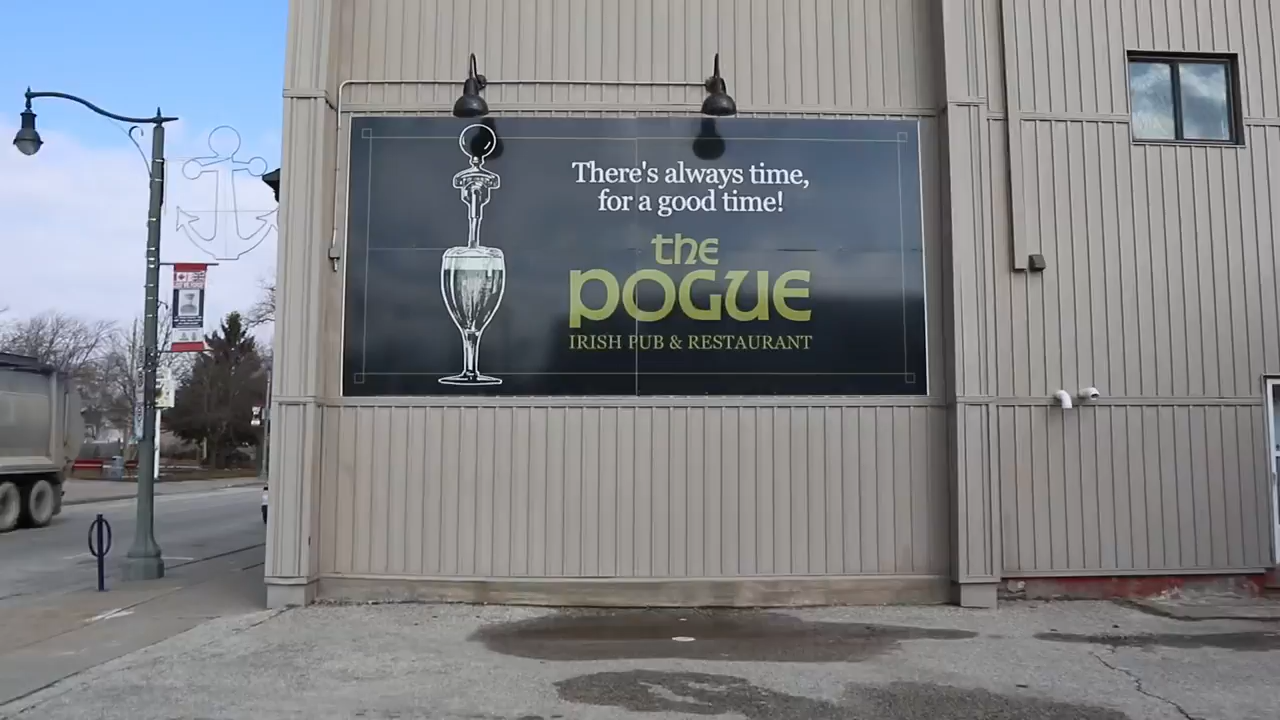 There's always time,
for a good time!
the
POGUE
IRISH PUB & RESTAURANT